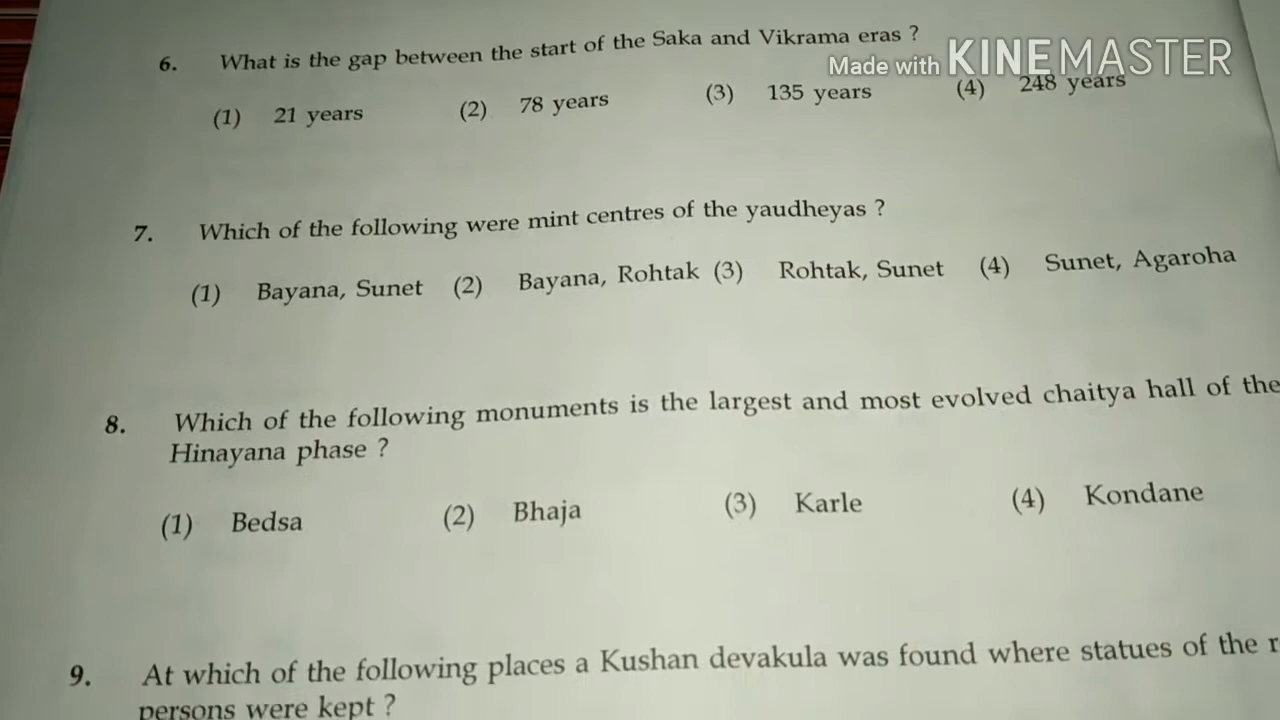 6. What is the gap between the start of the Saka and Vikrama eras ?
Made with KINEMASTER
(1) 21 years (2) 78 years (3) 135 years (4) 248 years
7. Which of the following were mint centres of the yaudheyas ?
(1) Bayana, Sunet (2) Bayana, Rohtak (3) Rohtak, Sunet (4) Sunet, Agaroha
8. Which of the following monuments is the largest and most evolved chaitya hall of the
Hinayana phase ?
(1) Bedsa (2) Bhaja (3) Karle (4) Kondane
9. At which of the following places a Kushan devakula was found where statues of the
persons were kept ?